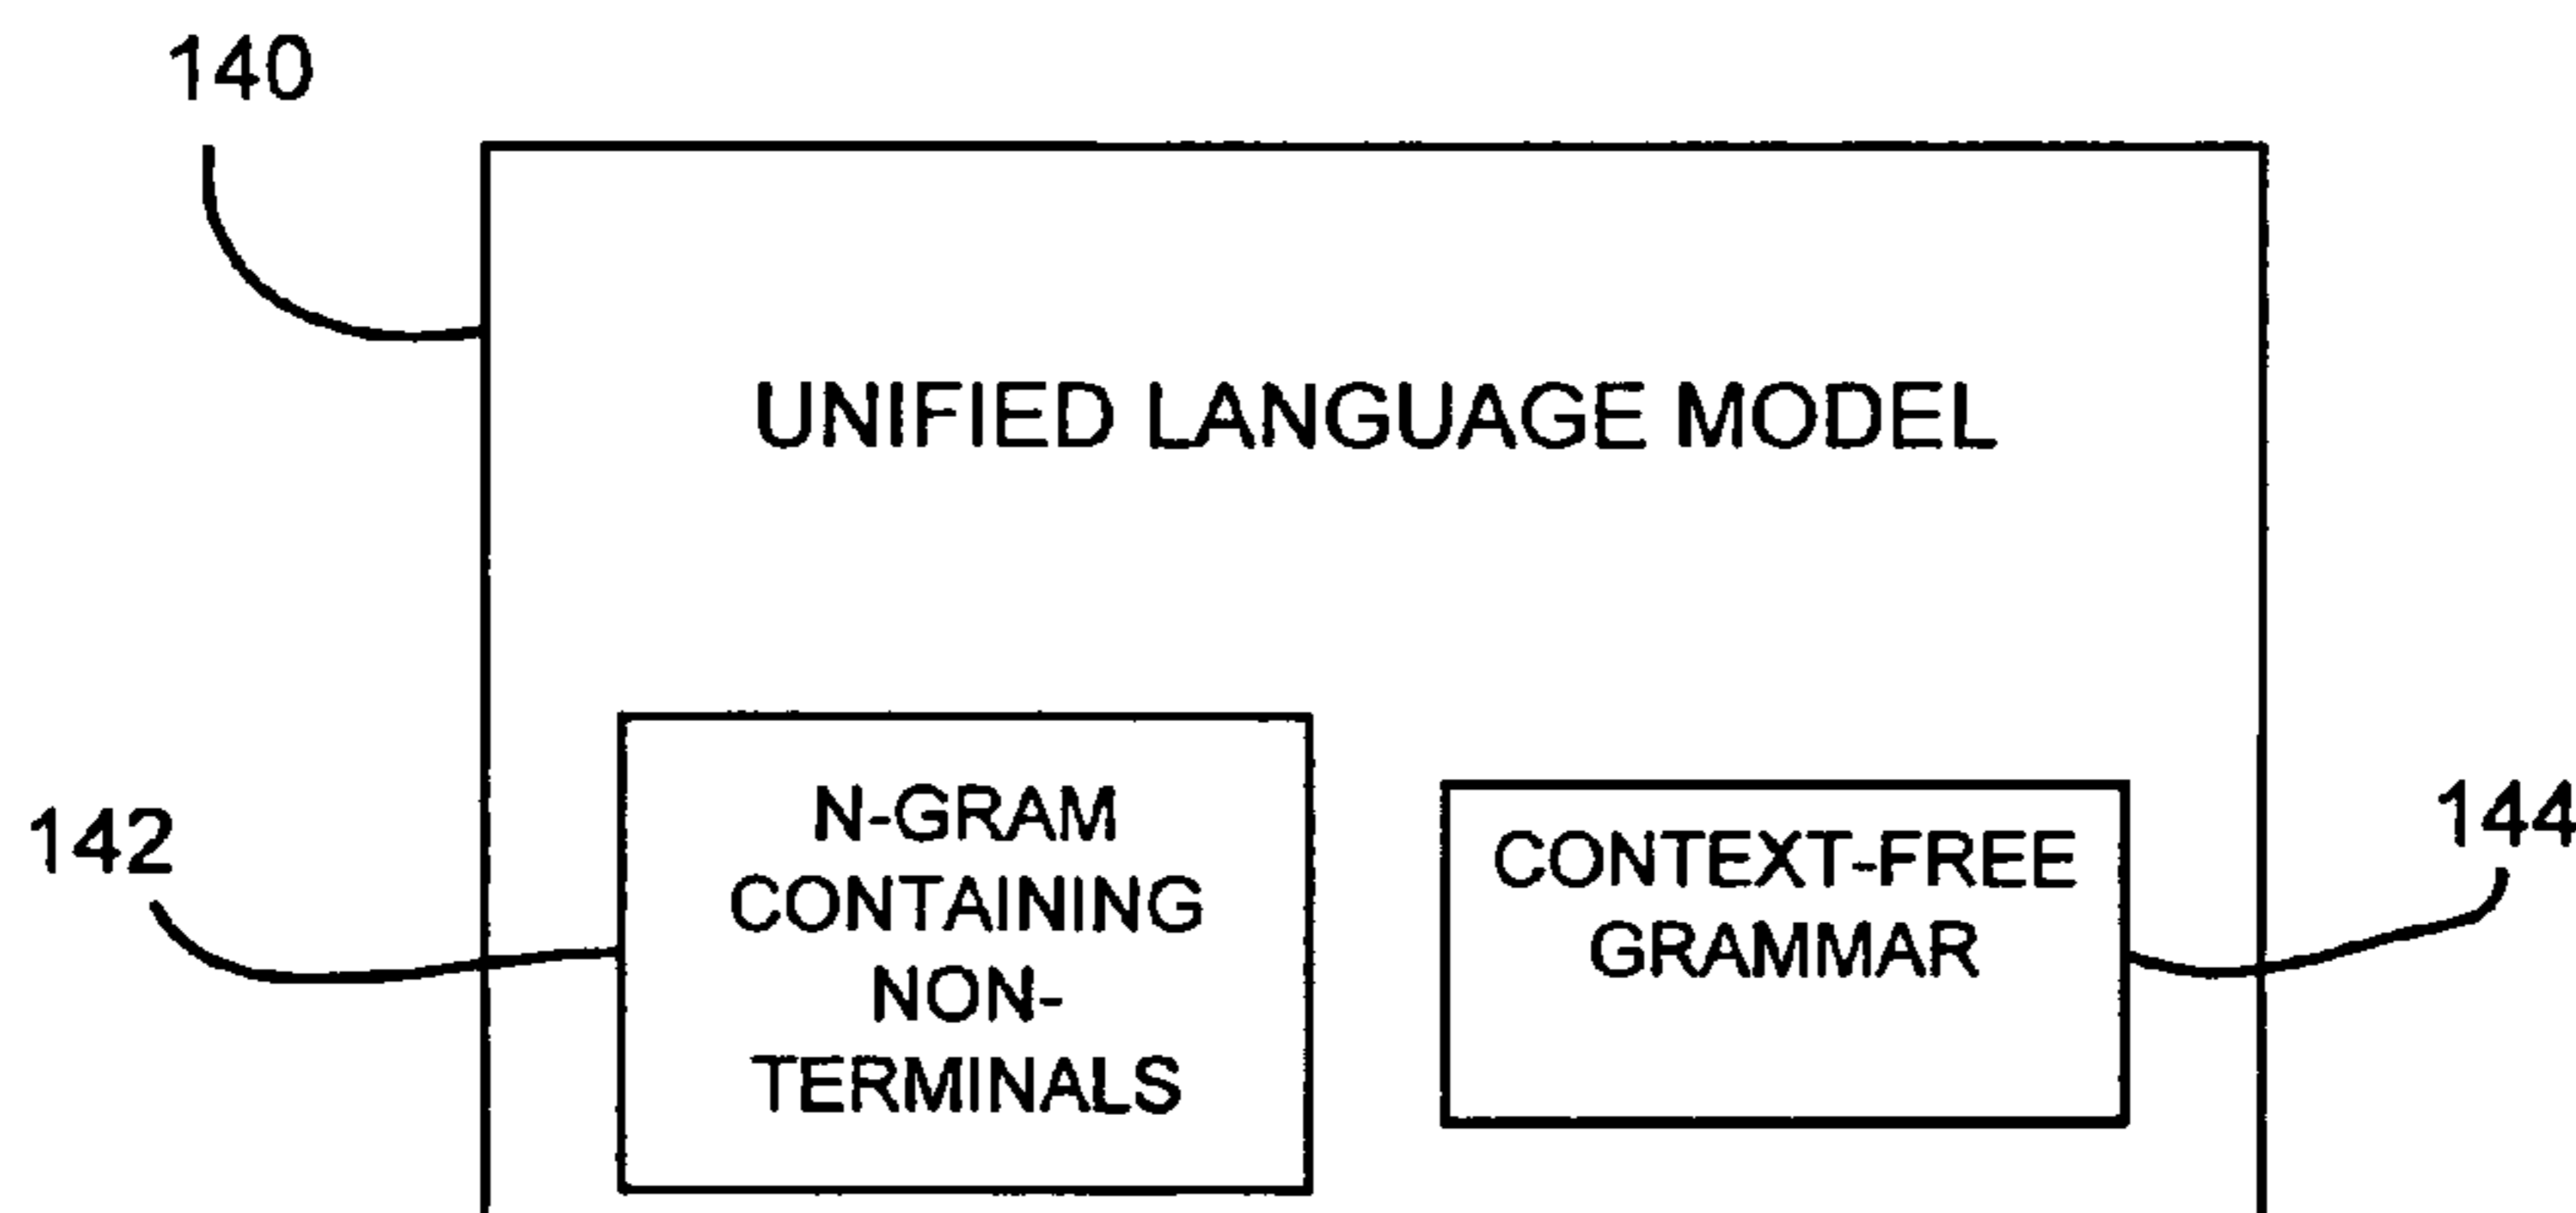 140
UNIFIED LANGUAGE MODEL
142
N-GRAM
CONTAINING
NON-
TERMINALS
CONTEXT-FREE
GRAMMAR
144